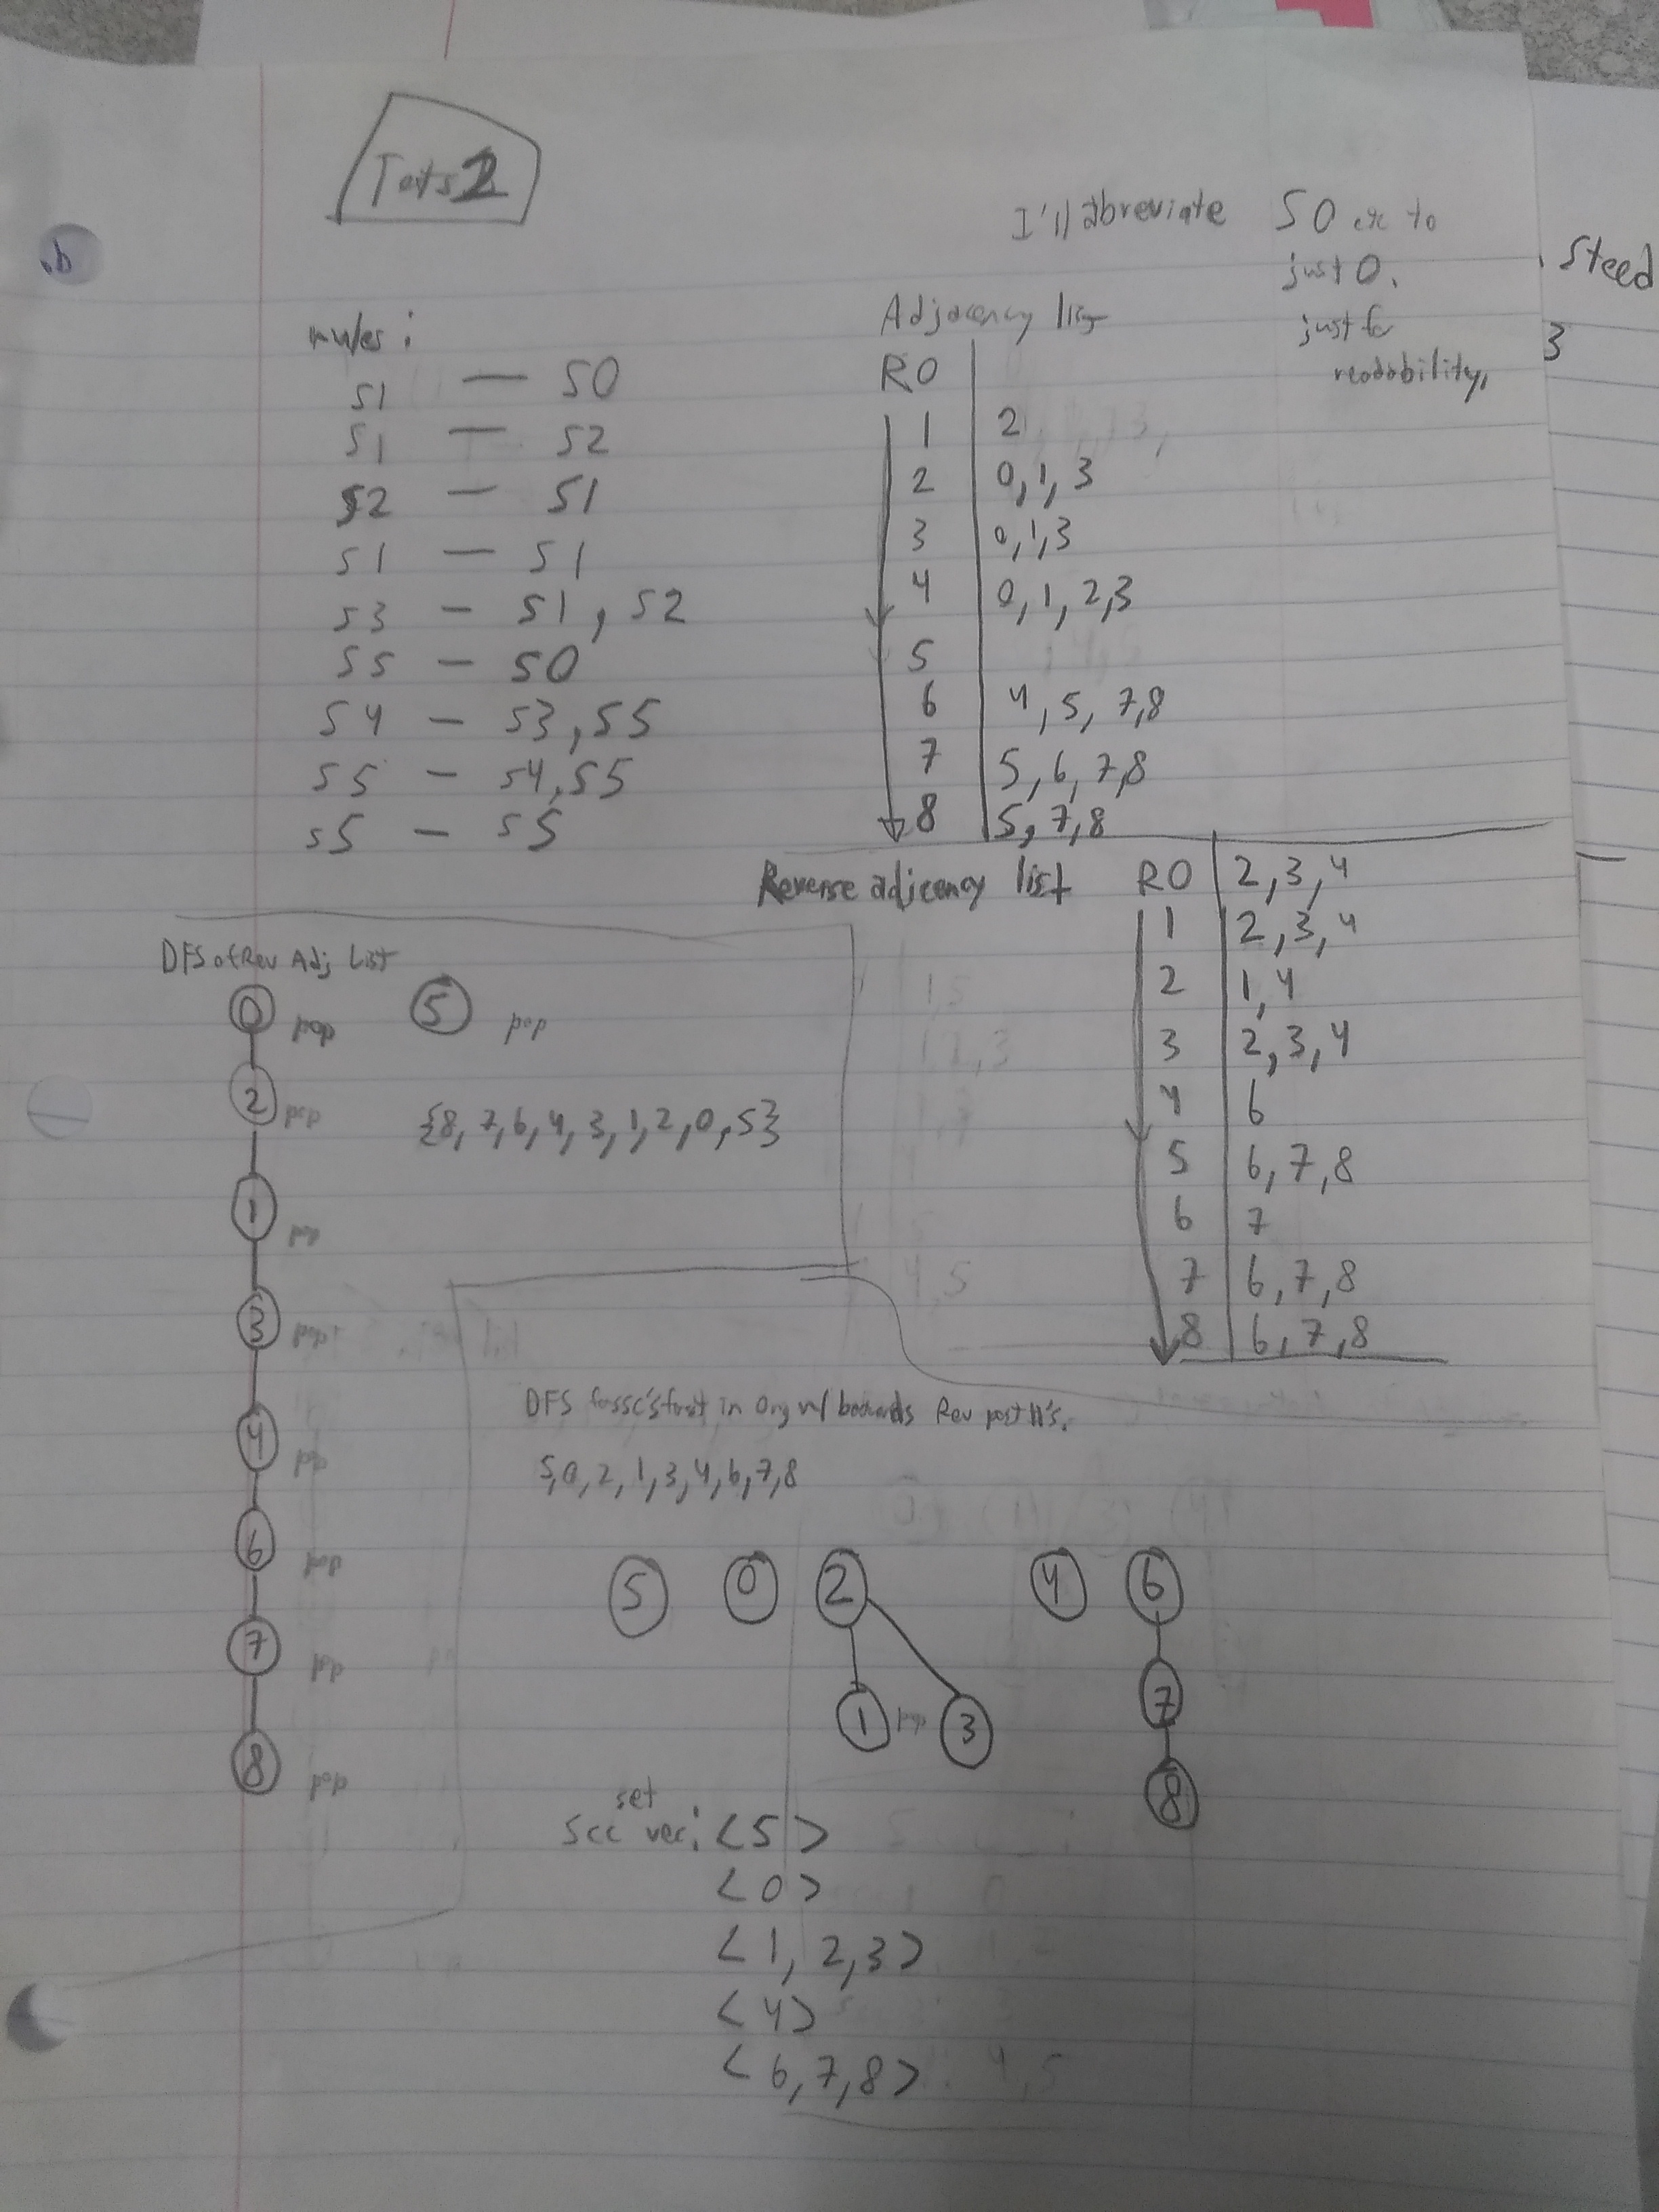 I'll abreviate S0 etc to
just 0.
just for
readability,
.b
Steed
3
rules:
S1 — S0
S1 — S2
S2 — S1
S1 — S1
S3 — S1, S2
S5 — S0
S4 — S3, S5
S5 — S4, S5
S5 — S5
Adjacency list
R0
1 2
2 0, 1, 3
3 0, 1, 3
4 0, 1, 2, 3
5
6 4, 5, 7, 8
7 5, 6, 7, 8
8 5, 7, 8
Reverse adjicency list
R0 2, 3, 4
1 2, 3, 4
2 1, 4
3 2, 3, 4
4 6
5 6, 7, 8
6 7
7 6, 7, 8
8 6, 7, 8
DFS of Rev Adj List
0 pop
2 pop
1 pop
3 pop
4 pop
6 pop
7 pop
8 pop
5 pop
{8, 7, 6, 4, 3, 1, 2, 0, 5}
DFS in Org w/ Rev post #'s.
5, 0, 2, 1, 3, 4, 6, 7, 8
5 0 2 4 6
1 pop 3 7
8
set
Scc vec: <5>
<0>
<1, 2, 3>
<4>
<6, 7, 8>